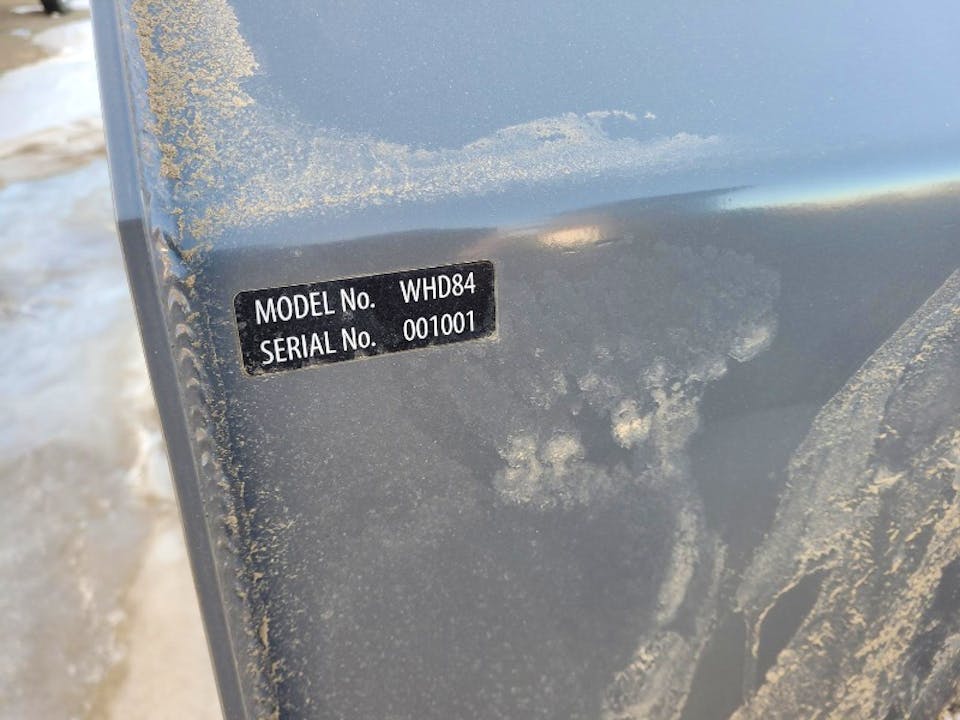 MODEL No. WHD84
SERIAL No. 001001